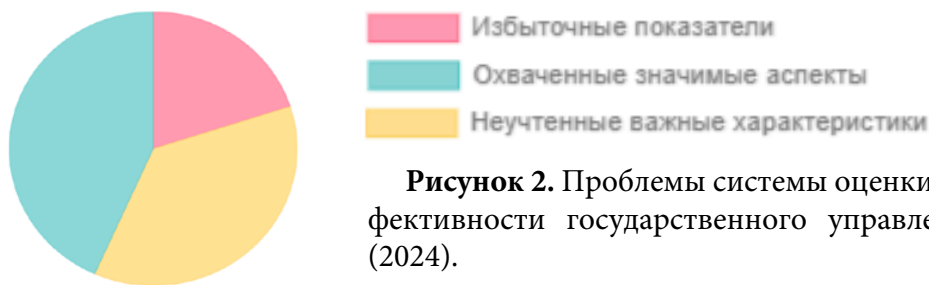 Избыточные показатели
Охваченные значимые аспекты
Неучтенные важные характеристики
Рисунок 2. Проблемы системы оценки
фективности государственного управле
(2024).